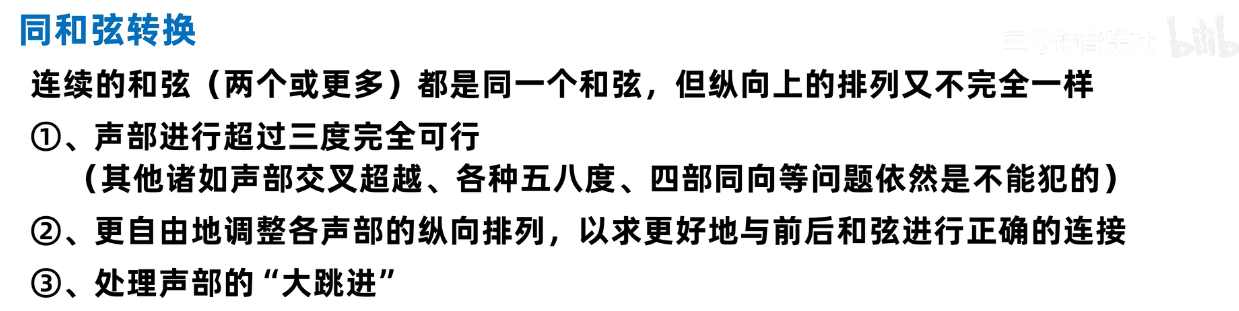 同和弦转换
bilibili
连续的和弦（两个或更多）都是同一个和弦，但纵向上的排列又不完全一样
①、声部进行超过三度完全可行
（其他诸如声部交叉超越、各种五八度、四部同向等问题依然是不能犯的）
②、更自由地调整各声部的纵向排列，以求更好地与前后和弦进行正确的连接
③、处理声部的“大跳进”